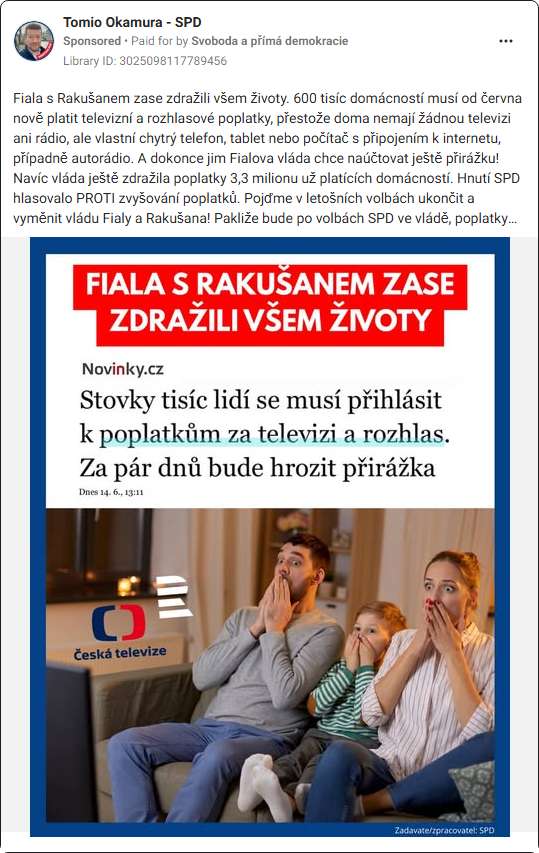 Tomio Okamura - SPD
Sponsored • Paid for by Svoboda a přímá demokracie
Library ID: 3025098117789456
Fiala s Rakušanem zase zdražili všem životy. 600 tisíc domácností musí od června
nově platit televizní a rozhlasové poplatky, přestože doma nemají žádnou televizi
ani rádio, ale vlastní chytrý telefon, tablet nebo počítač s připojením k internetu,
případně autorádio. A dokonce jim Fialova vláda chce naúčtovat ještě přirážku!
Navíc vláda ještě zdražila poplatky 3,3 milionu už platících domácností. Hnutí SPD
hlasovalo PROTI zvyšování poplatků. Pojďme v letošních volbách ukončit a
vyměnit vládu Fialy a Rakušana! Pakliže bude po volbách SPD ve vládě, poplatky…
FIALA S RAKUŠANEM ZASE
ZDRAŽILI VŠEM ŽIVOTY
Novinky.cz
Stovky tisíc lidí se musí přihlásit
k poplatkům za televizi a rozhlas.
Za pár dnů bude hrozit přirážka
Dnes 14. 6., 13:11
Česká televize
Zadavate/zpracovatel: SPD